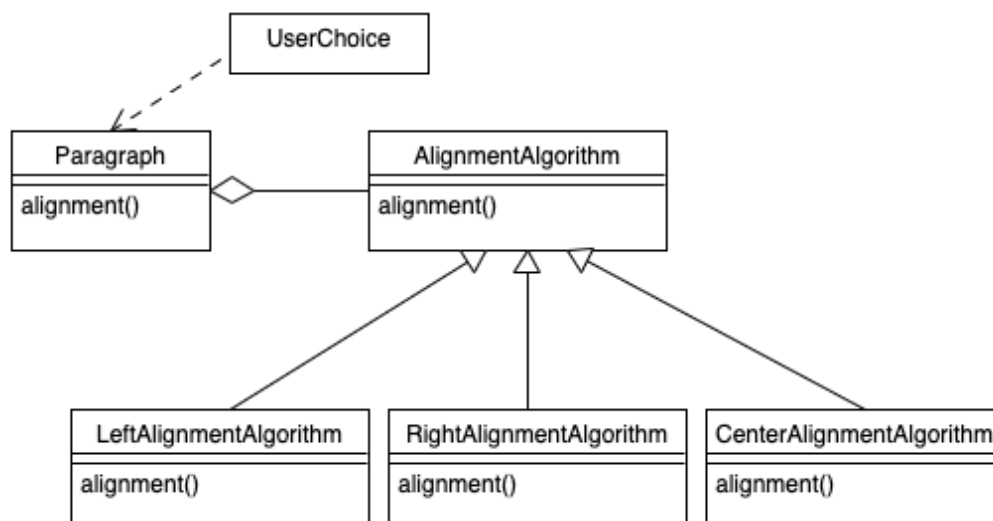 UserChoice
Paragraph
alignment()
AlignmentAlgorithm
alignment()
LeftAlignmentAlgorithm
alignment()
RightAlignmentAlgorithm
alignment()
CenterAlignmentAlgorithm
alignment()